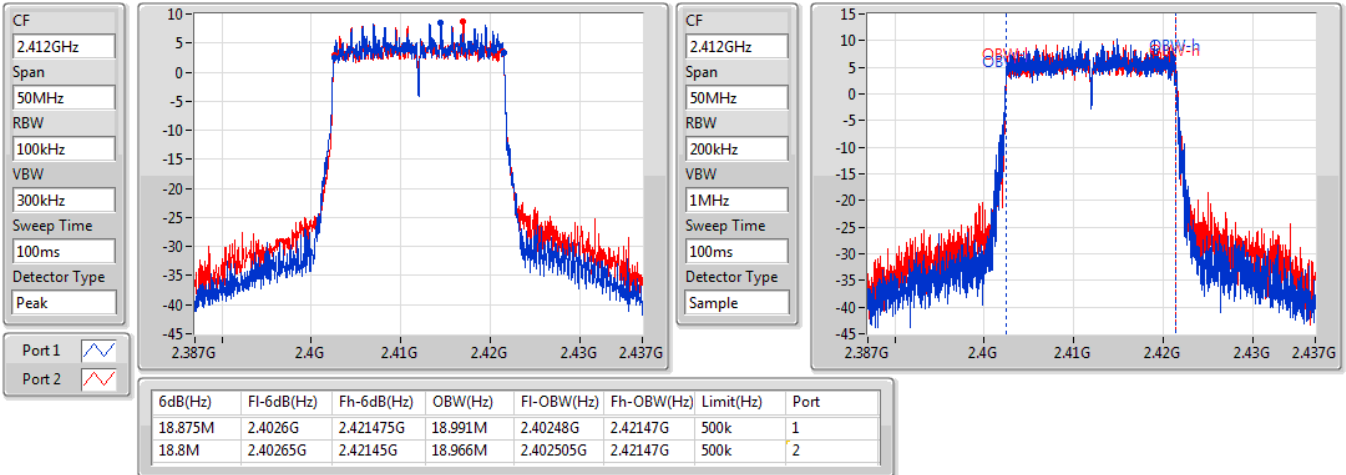 CF
2.412GHz
Span
50MHz
RBW
100kHz
VBW
300kHz
Sweep Time
100ms
Detector Type
Peak
Port 1
Port 2
10
5
0
-5
-10
-15
-20
-25
-30
-35
-40
-45
2.387G 2.4G 2.41G 2.42G 2.43G 2.437G
CF
2.412GHz
Span
50MHz
RBW
200kHz
VBW
1MHz
Sweep Time
100ms
Detector Type
Sample
15
10
5
0
-5
-10
-15
-20
-25
-30
-35
-40
-45
OBW-h
2.387G 2.4G 2.41G 2.42G 2.43G 2.437G
6dB(Hz) Fl-6dB(Hz) Fh-6dB(Hz) OBW(Hz) Fl-OBW(Hz) Fh-OBW(Hz) Limit(Hz) Port
18.875M 2.4026G 2.421475G 18.991M 2.40248G 2.42147G 500k 1
18.8M 2.40265G 2.42145G 18.966M 2.402505G 2.42147G 500k 2